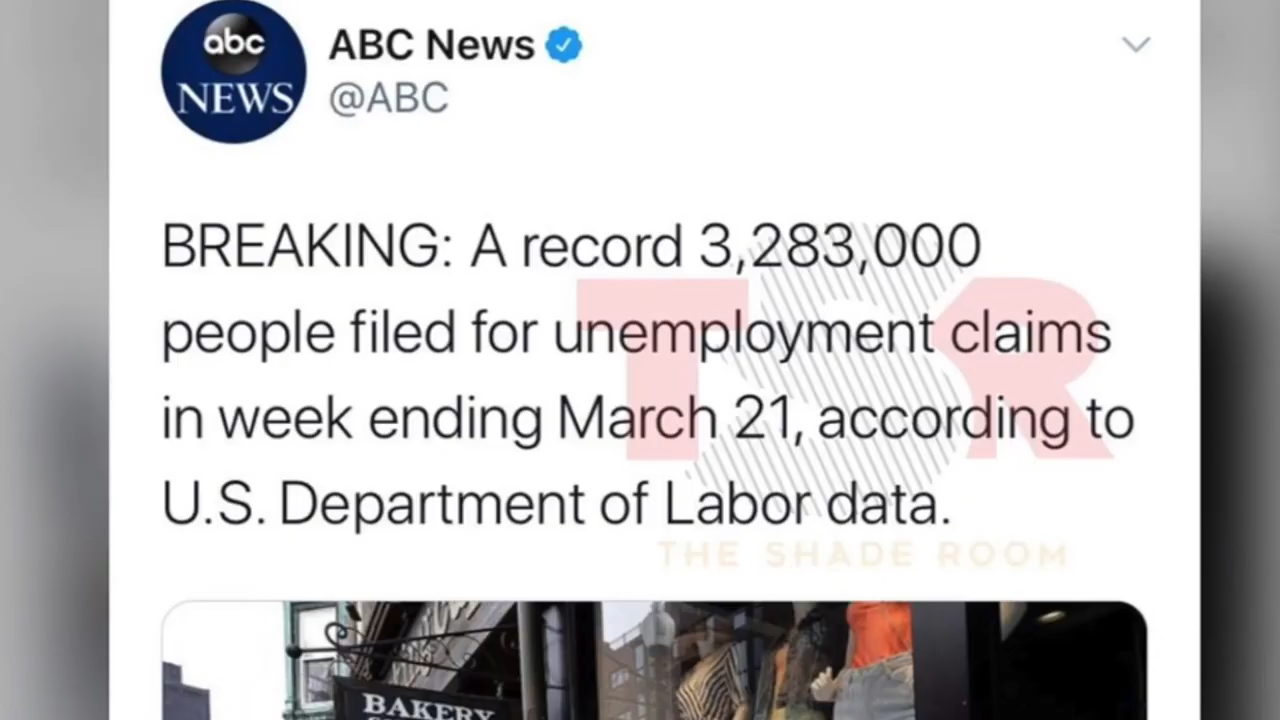 abc
NEWS
ABC News
@ABC
BREAKING: A record 3,283,000
people filed for unemployment claims
in week ending March 21, according to
U.S. Department of Labor data.
TSR
THE SHADE ROOM
BAKERY